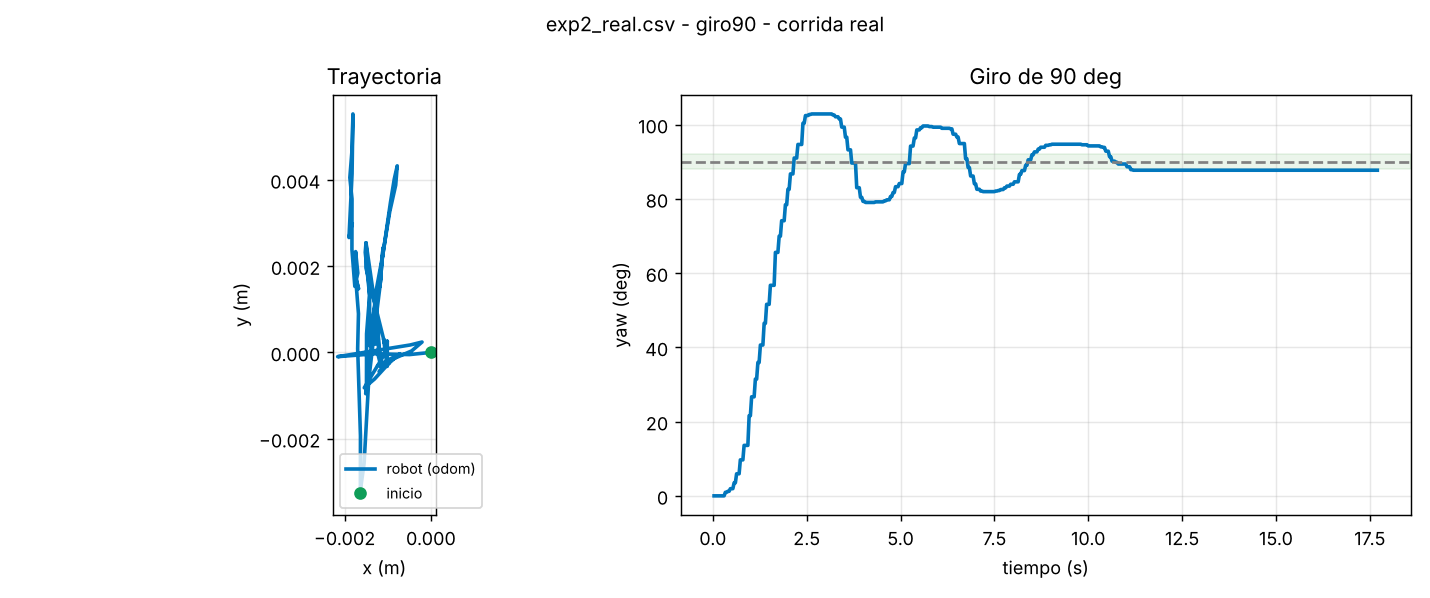 exp2_real.csv - giro90 - corrida real
Trayectoria
0.004
0.002
0.000
−0.002
y (m)
robot (odom)
inicio
−0.002 0.000
x (m)
Giro de 90 deg
100
80
60
40
20
0
yaw (deg)
0.0 2.5 5.0 7.5 10.0 12.5 15.0 17.5
tiempo (s)